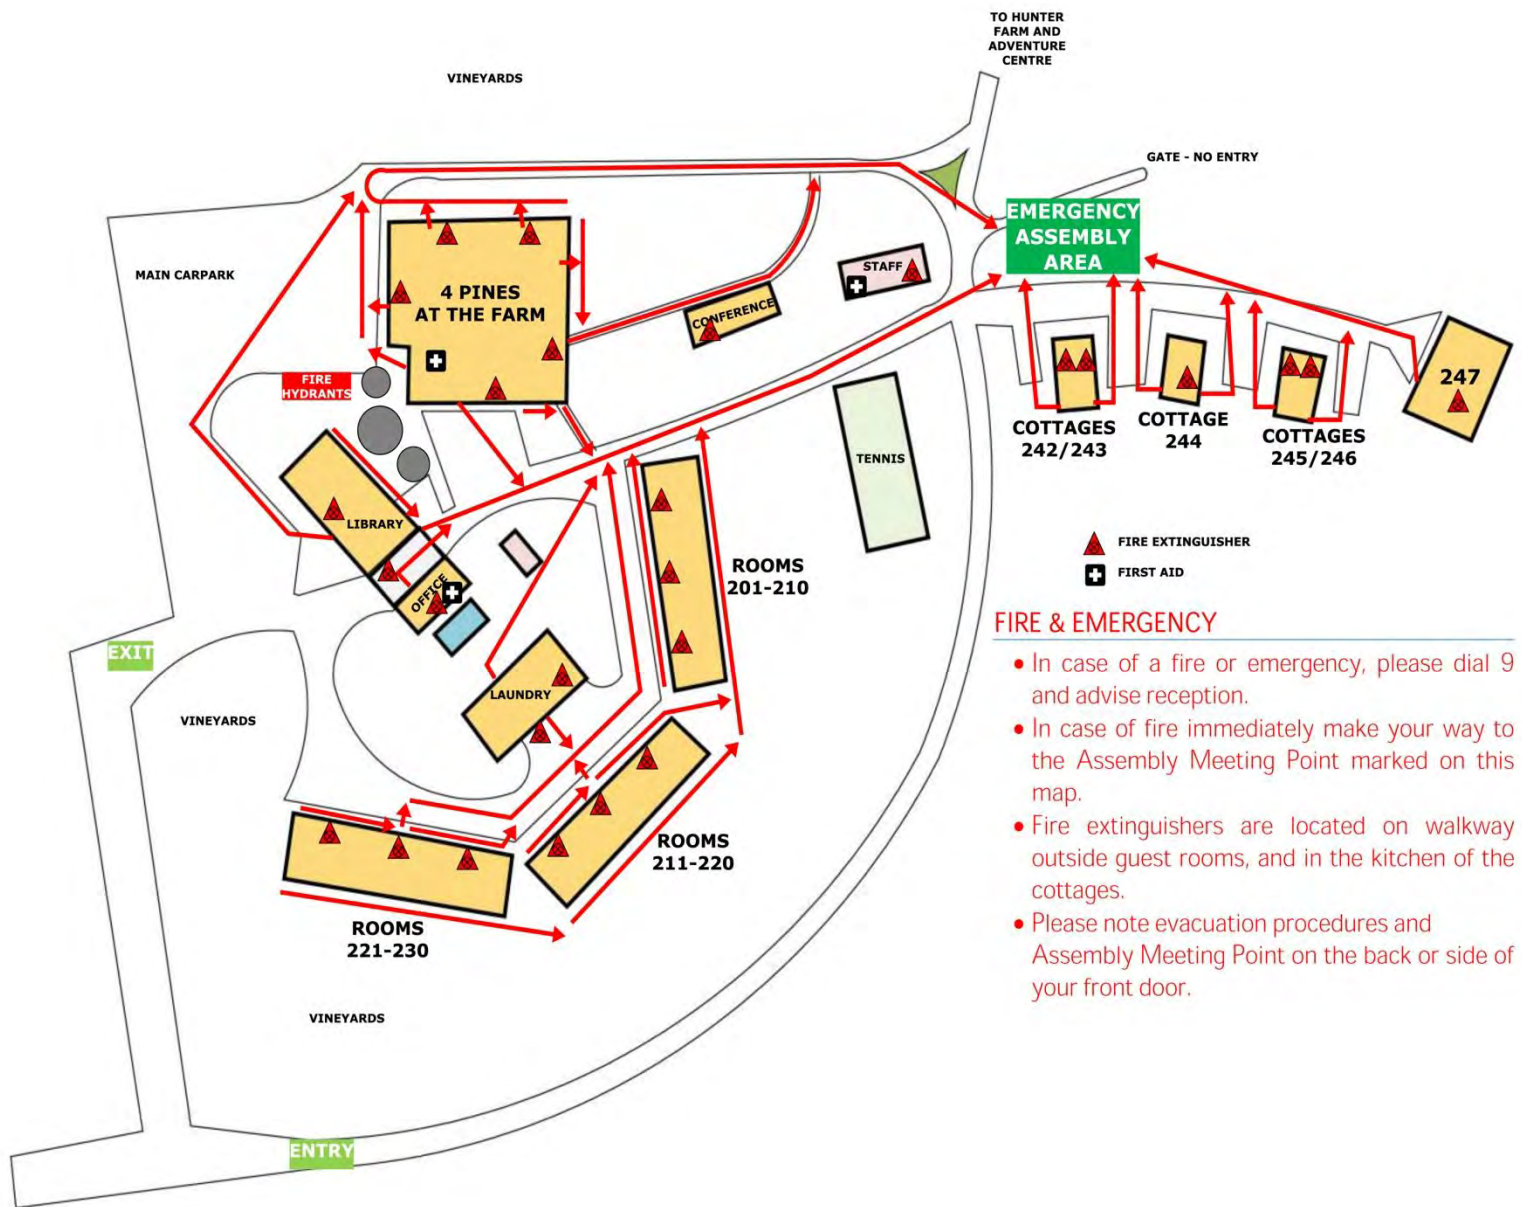 TO HUNTER
FARM AND
ADVENTURE
CENTRE
VINEYARDS
GATE - NO ENTRY
EMERGENCY
ASSEMBLY
AREA
MAIN CARPARK
4 PINES
AT THE FARM
STAFF
CONFERENCE
FIRE
HYDRANTS
247
COTTAGES
242/243
COTTAGE
244
COTTAGES
245/246
TENNIS
LIBRARY
OFFICE
ROOMS
201-210
FIRE EXTINGUISHER
FIRST AID
EXIT
LAUNDRY
VINEYARDS
FIRE & EMERGENCY
• In case of a fire or emergency, please dial 9
and advise reception.
• In case of fire immediately make your way to
the Assembly Meeting Point marked on this
map.
• Fire extinguishers are located on walkway
outside guest rooms, and in the kitchen of the
cottages.
• Please note evacuation procedures and
Assembly Meeting Point on the back or side of
your front door.
ROOMS
211-220
ROOMS
221-230
VINEYARDS
ENTRY